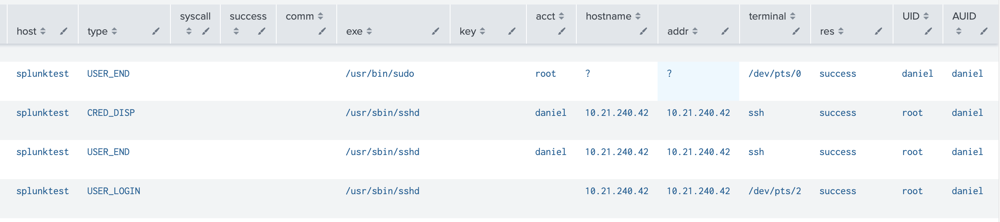 host type syscall success comm exe key acct hostname addr terminal res UID AUID
splunktest USER_END /usr/bin/sudo root ? ? /dev/pts/0 success daniel daniel
splunktest CRED_DISP /usr/sbin/sshd daniel 10.21.240.42 10.21.240.42 ssh success root daniel
splunktest USER_END /usr/sbin/sshd daniel 10.21.240.42 10.21.240.42 ssh success root daniel
splunktest USER_LOGIN /usr/sbin/sshd 10.21.240.42 10.21.240.42 /dev/pts/2 success root daniel